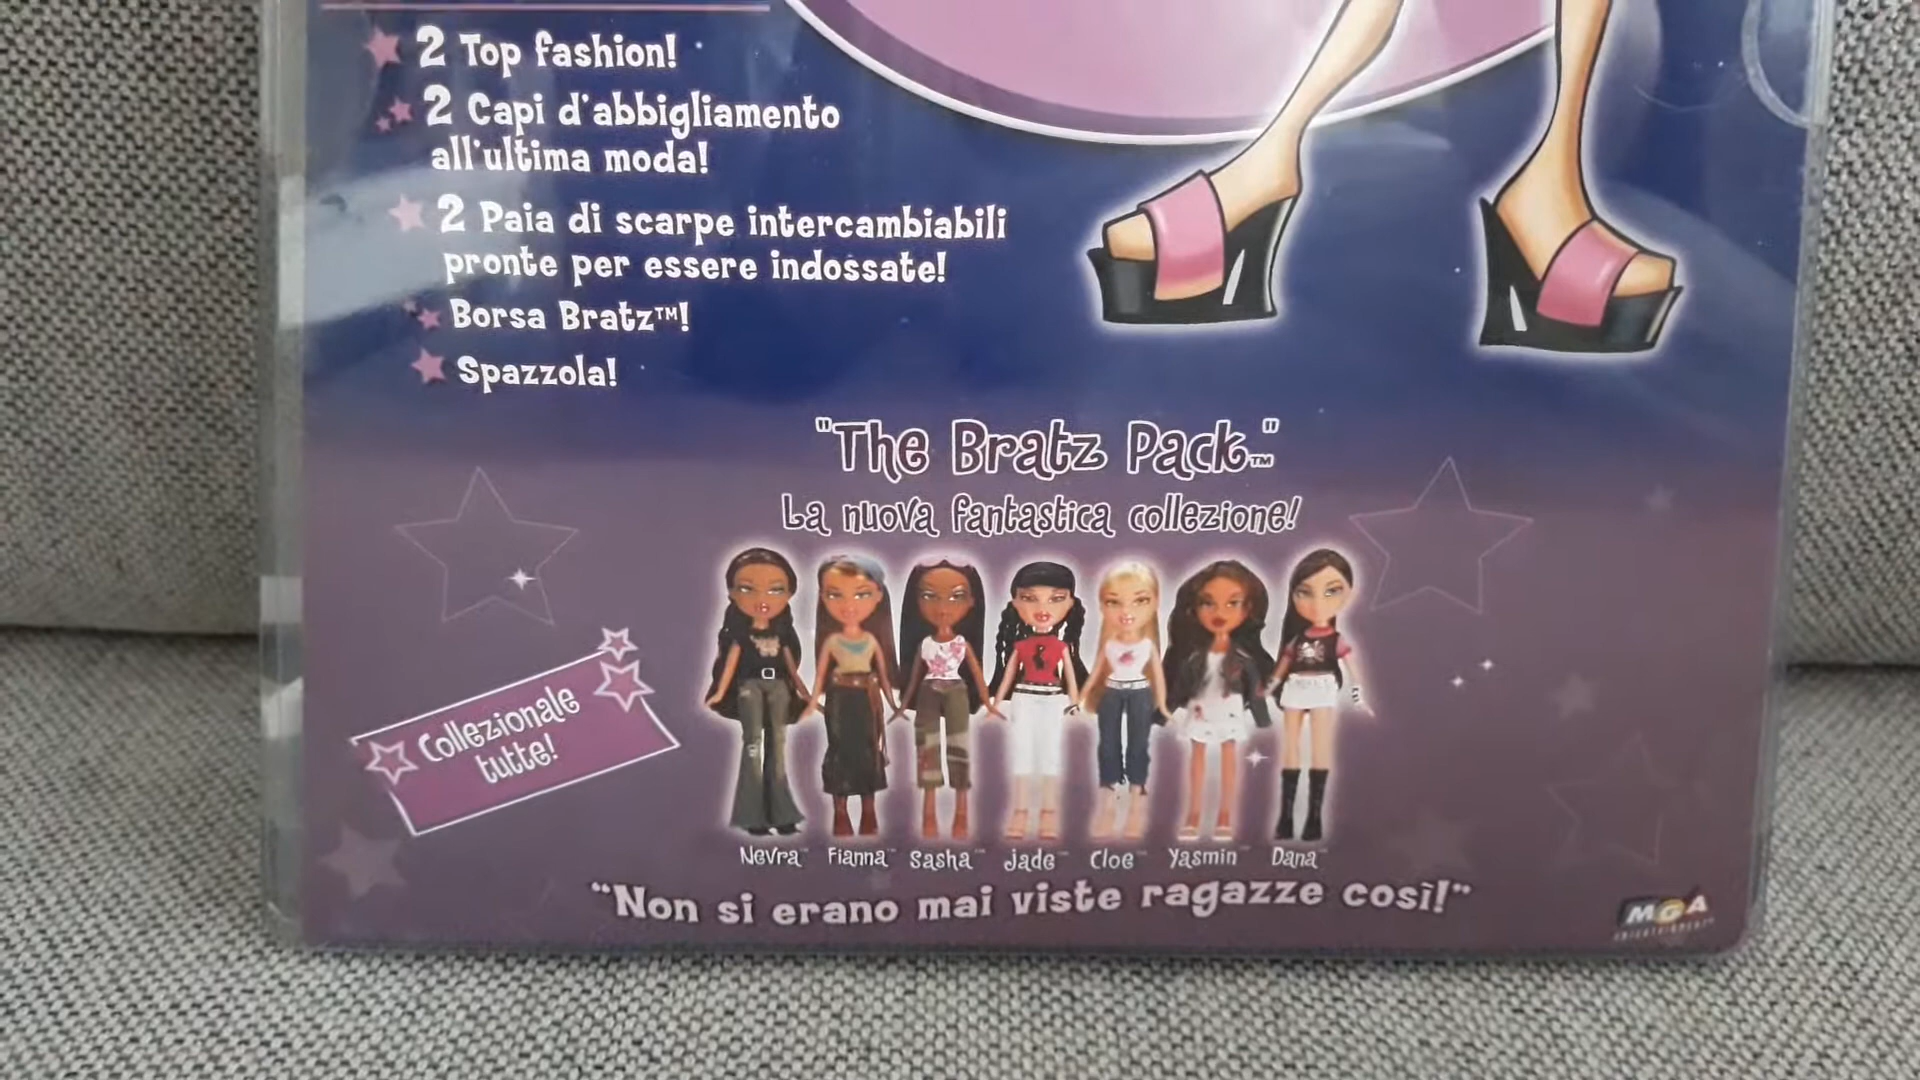 2 Top fashion!
2 Capi d'abbigliamento
all'ultima moda!
2 Paia di scarpe intercambiabili
pronte per essere indossate!
Borsa Bratz™!
Spazzola!
"The Bratz Pack™"
La nuova fantastica collezione!
Collezionale
tutte!
Nevra™ Fianna™ Sasha™ Jade™ Cloe™ Yasmin™ Dana™
"Non si erano mai viste ragazze così!"
MGA
ENTERTAINMENT